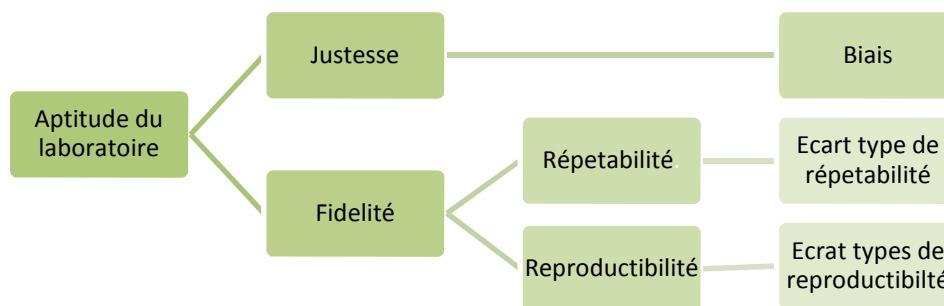 Justesse
Biais
Aptitude du
laboratoire
Répetabilité.
Ecart type de
répetabilité
Fidelité
Reproductibilité
Ecrat types de
reproductibilté